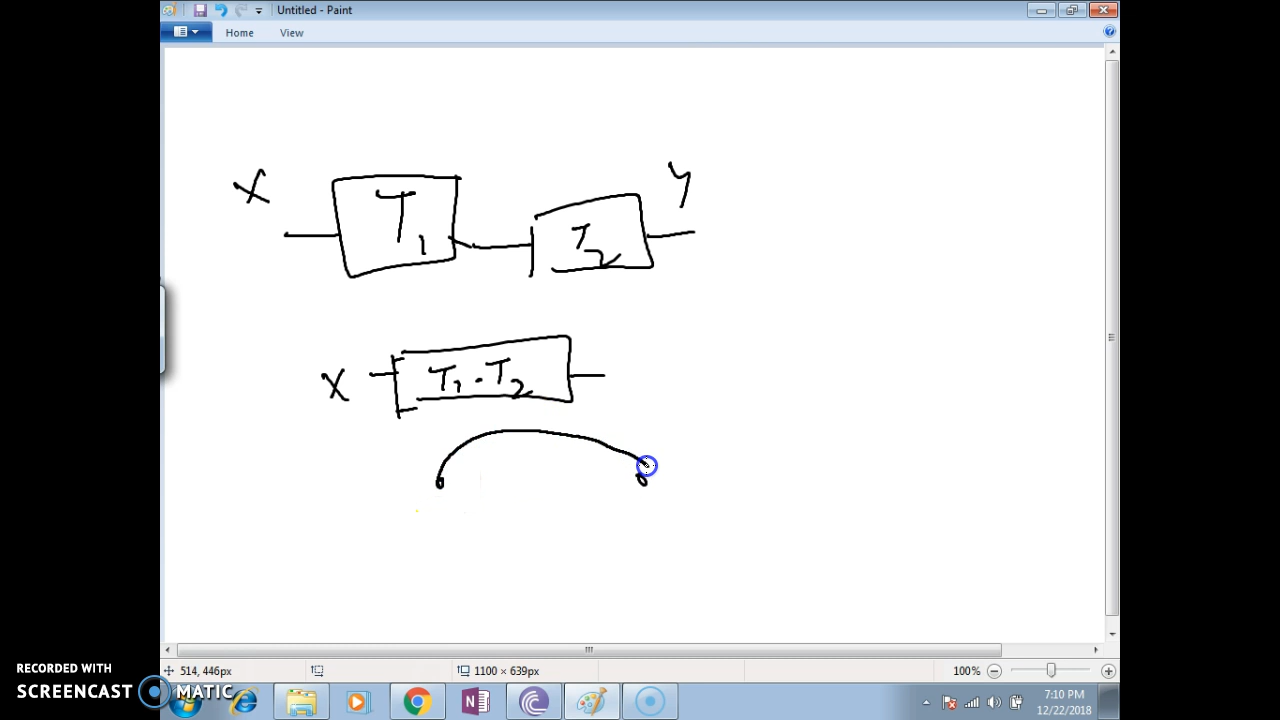 Untitled - Paint
Home View
X
T1
T2
y
X
T1 . T2
514, 446px
1100 × 639px
100%
RECORDED WITH
SCREENCAST MATIC
7:10 PM
12/22/2018